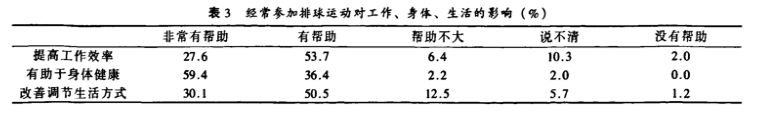 表3 经常参加排球运动对工作、身体、生活的影响（%）
非常有帮助 有帮助 帮助不大 说不清 没有帮助
提高工作效率 27.6 53.7 6.4 10.3 2.0
有助于身体健康 59.4 36.4 2.2 2.0 0.0
改善调节生活方式 30.1 50.5 12.5 5.7 1.2